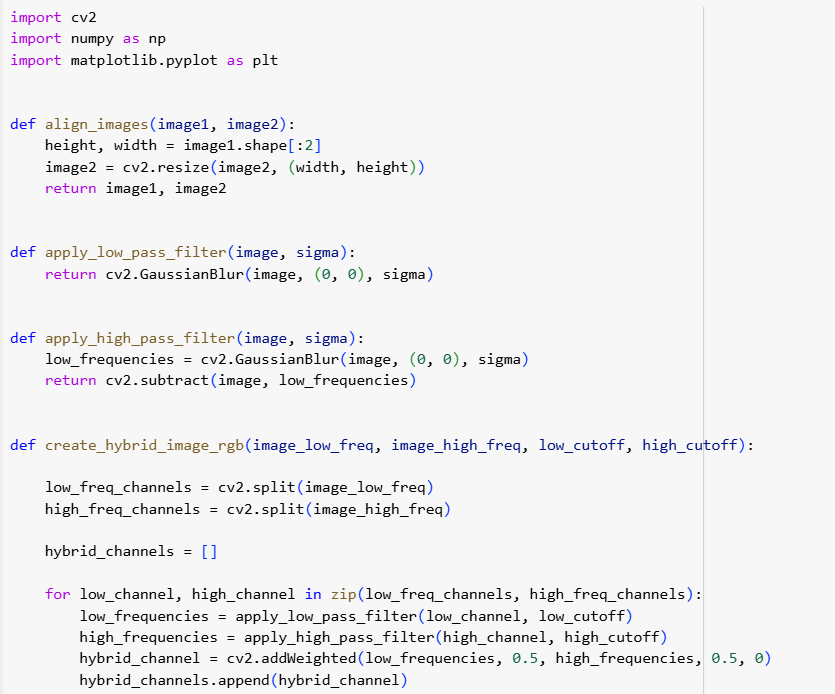 import cv2
import numpy as np
import matplotlib.pyplot as plt
def align_images(image1, image2):
    height, width = image1.shape[:2]
    image2 = cv2.resize(image2, (width, height))
    return image1, image2
def apply_low_pass_filter(image, sigma):
    return cv2.GaussianBlur(image, (0, 0), sigma)
def apply_high_pass_filter(image, sigma):
    low_frequencies = cv2.GaussianBlur(image, (0, 0), sigma)
    return cv2.subtract(image, low_frequencies)
def create_hybrid_image_rgb(image_low_freq, image_high_freq, low_cutoff, high_cutoff):
    low_freq_channels = cv2.split(image_low_freq)
    high_freq_channels = cv2.split(image_high_freq)
    hybrid_channels = []
    for low_channel, high_channel in zip(low_freq_channels, high_freq_channels):
        low_frequencies = apply_low_pass_filter(low_channel, low_cutoff)
        high_frequencies = apply_high_pass_filter(high_channel, high_cutoff)
        hybrid_channel = cv2.addWeighted(low_frequencies, 0.5, high_frequencies, 0.5, 0)
        hybrid_channels.append(hybrid_channel)